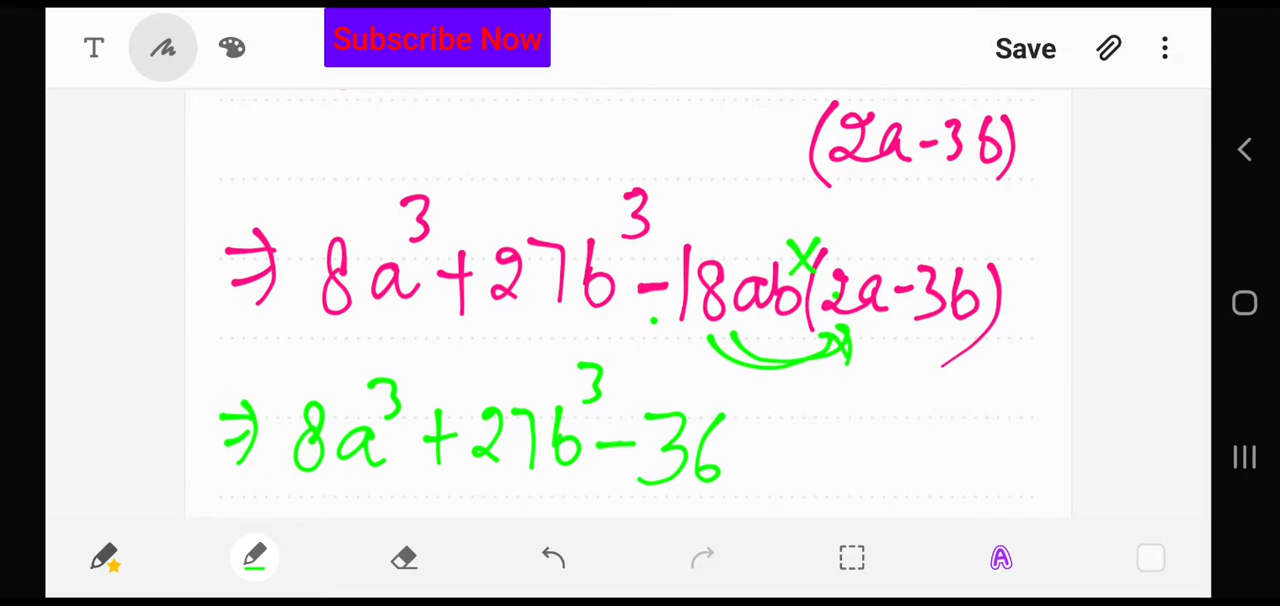 T Subscribe Now Save
(2a-3b)
⇒ 8a³+27b³-18ab×(2a-3b)
⇒ 8a³+27b³-36
A